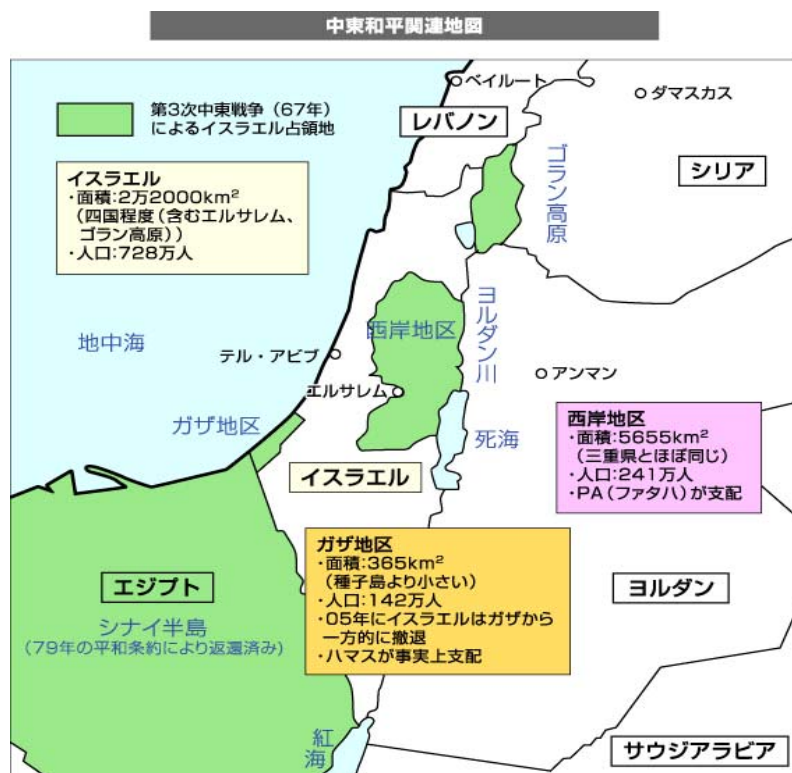 中東和平関連地図
ベイルート
ダマスカス
第3次中東戦争（67年）
によるイスラエル占領地
レバノン
シリア
ゴラン高原
イスラエル
・面積：2万2000km²
（四国程度（含むエルサレム、
ゴラン高原））
・人口：728万人
地中海
西岸地区
ヨルダン川
テル・アビブ
エルサレム
アンマン
ガザ地区
死海
西岸地区
・面積：5655km²
（三重県とほぼ同じ）
・人口：241万人
・PA（ファタハ）が支配
イスラエル
ガザ地区
・面積：365km²
（種子島より小さい）
・人口：142万人
・05年にイスラエルはガザから
一方的に撤退
・ハマスが事実上支配
エジプト
シナイ半島
（79年の平和条約により返還済み）
ヨルダン
紅海
サウジアラビア